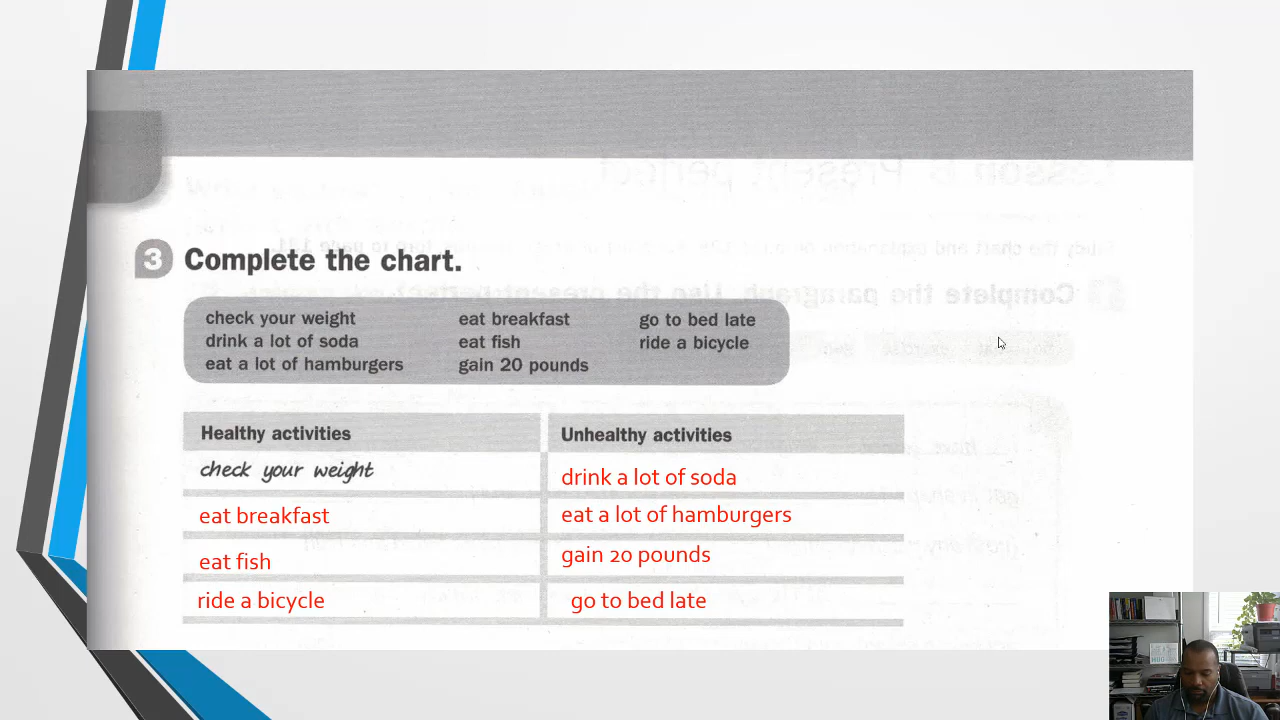 3 Complete the chart.
check your weight eat breakfast go to bed late
drink a lot of soda eat fish ride a bicycle
eat a lot of hamburgers gain 20 pounds
Healthy activities Unhealthy activities
check your weight drink a lot of soda
eat breakfast eat a lot of hamburgers
eat fish gain 20 pounds
ride a bicycle go to bed late